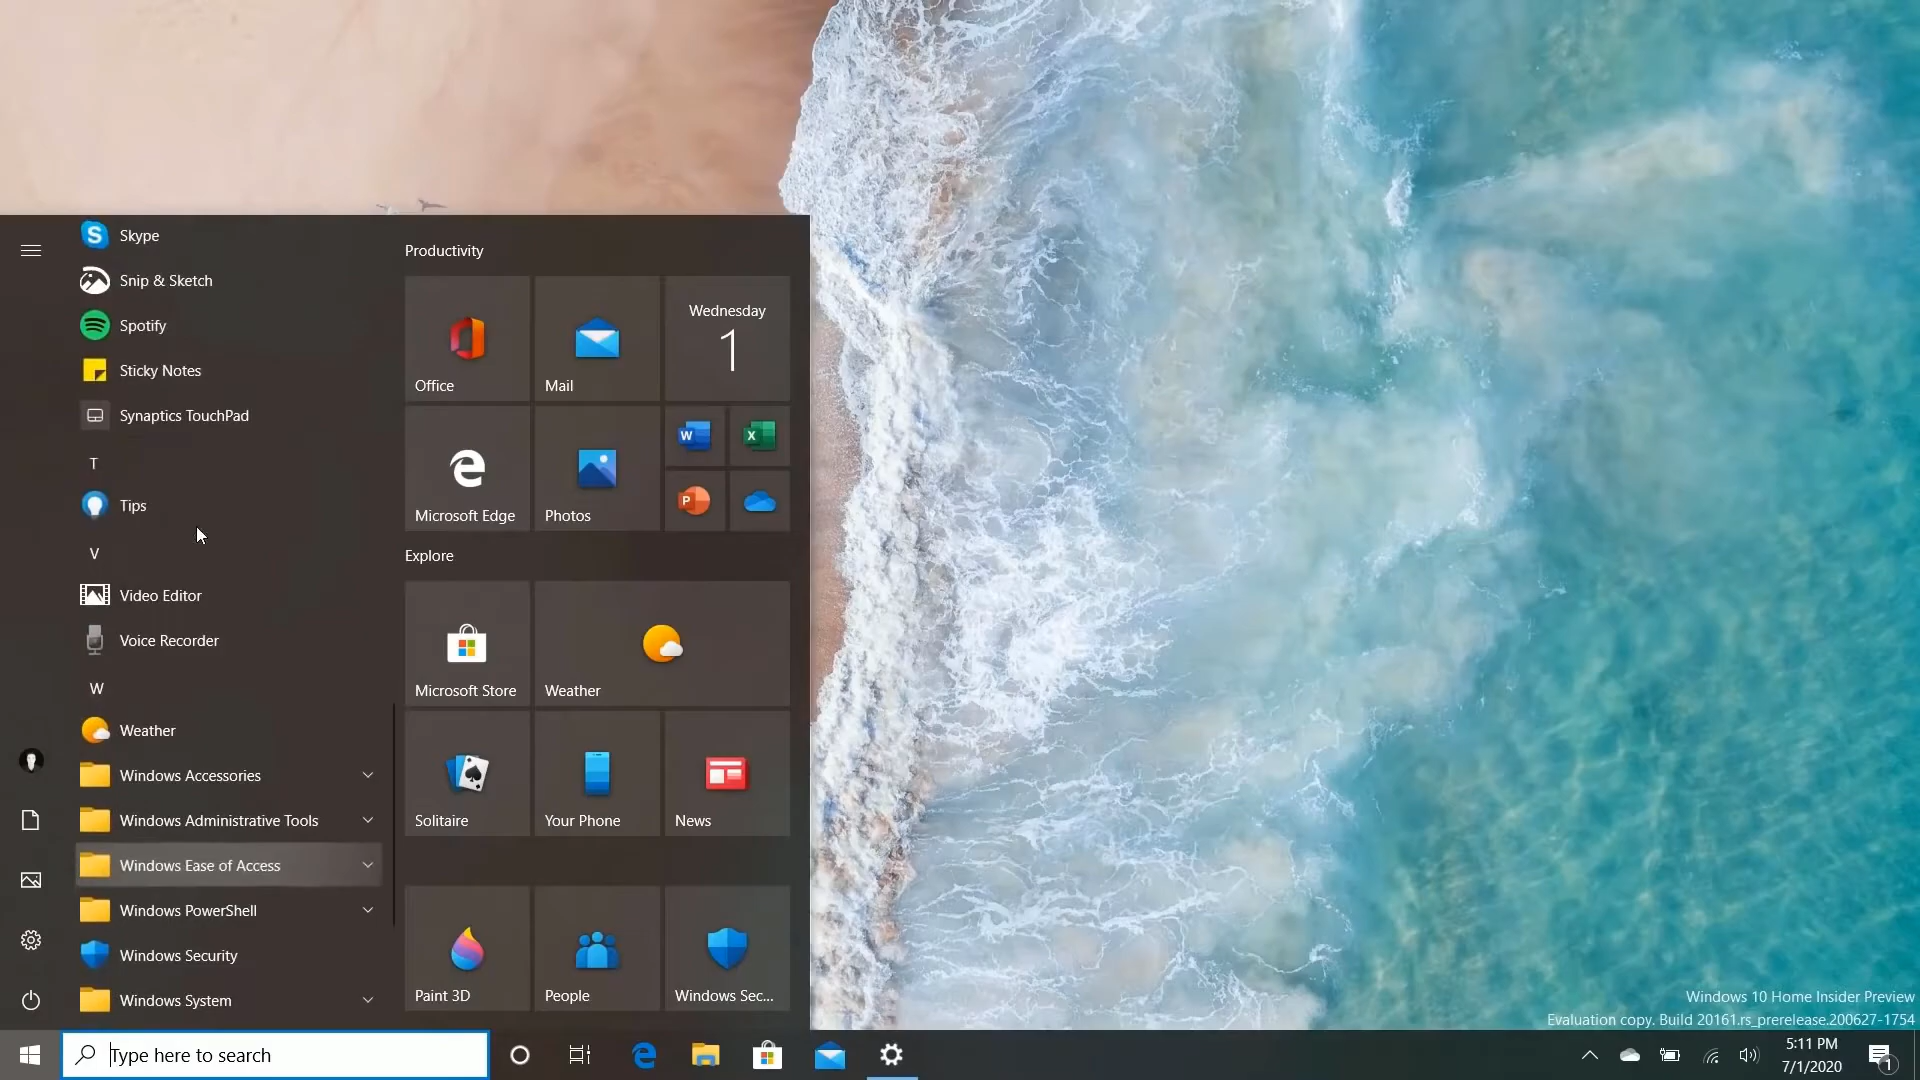 Skype
Snip & Sketch
Spotify
Sticky Notes
Synaptics TouchPad
T
Tips
V
Video Editor
Voice Recorder
W
Weather
Windows Accessories
Windows Administrative Tools
Windows Ease of Access
Windows PowerShell
Windows Security
Windows System
Productivity
Office
Mail
Wednesday
1
Microsoft Edge
Photos
W
X
P
Explore
Microsoft Store
Weather
Solitaire
Your Phone
News
Paint 3D
People
Windows Sec...
Windows 10 Home Insider Preview
Evaluation copy. Build 20161.rs_prerelease.200627-1754
Type here to search
5:11 PM
7/1/2020
1